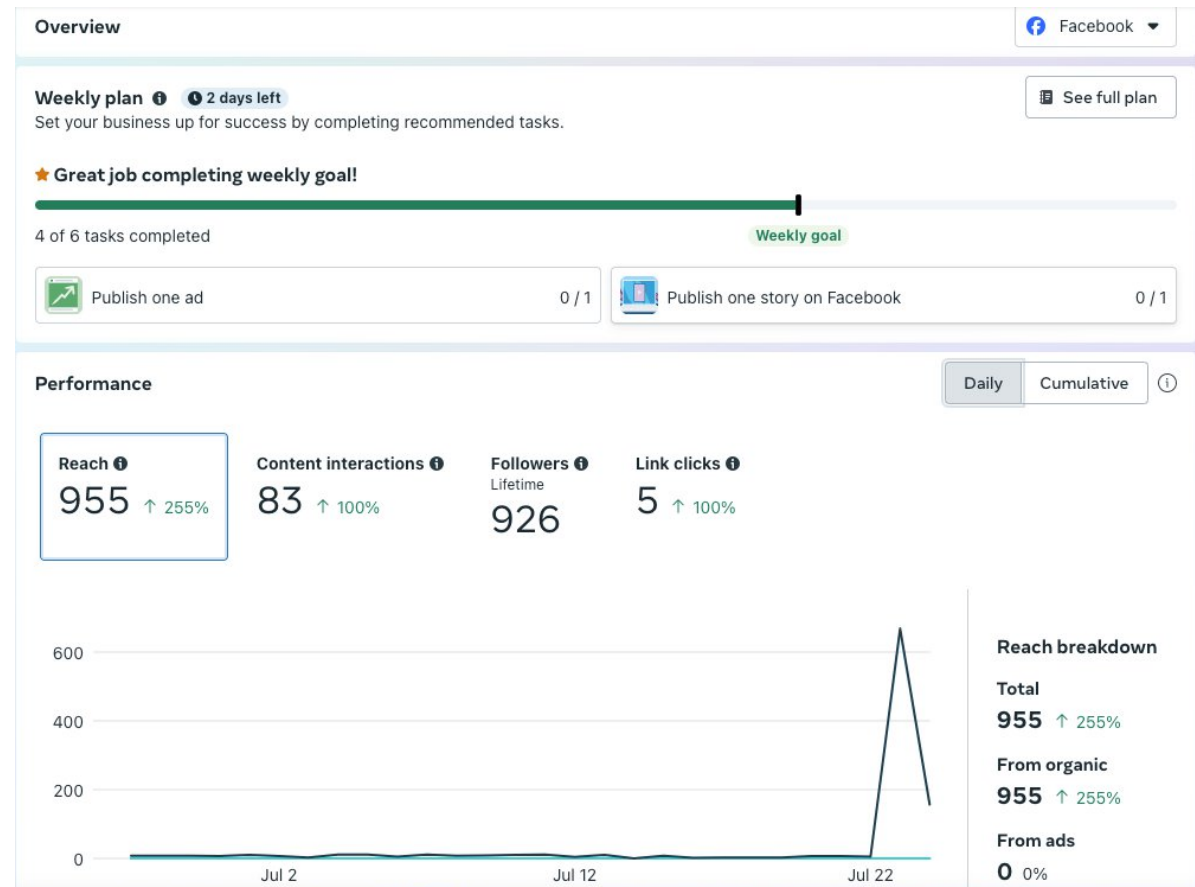 Overview
Facebook
Weekly plan 2 days left
See full plan
Set your business up for success by completing recommended tasks.
Great job completing weekly goal!
4 of 6 tasks completed
Weekly goal
Publish one ad 0 / 1
Publish one story on Facebook 0 / 1
Performance
Daily Cumulative
Reach
955 ↑ 255%
Content interactions
83 ↑ 100%
Followers
Lifetime
926
Link clicks
5 ↑ 100%
600
400
200
0
Jul 2 Jul 12 Jul 22
Reach breakdown
Total
955 ↑ 255%
From organic
955 ↑ 255%
From ads
0 0%